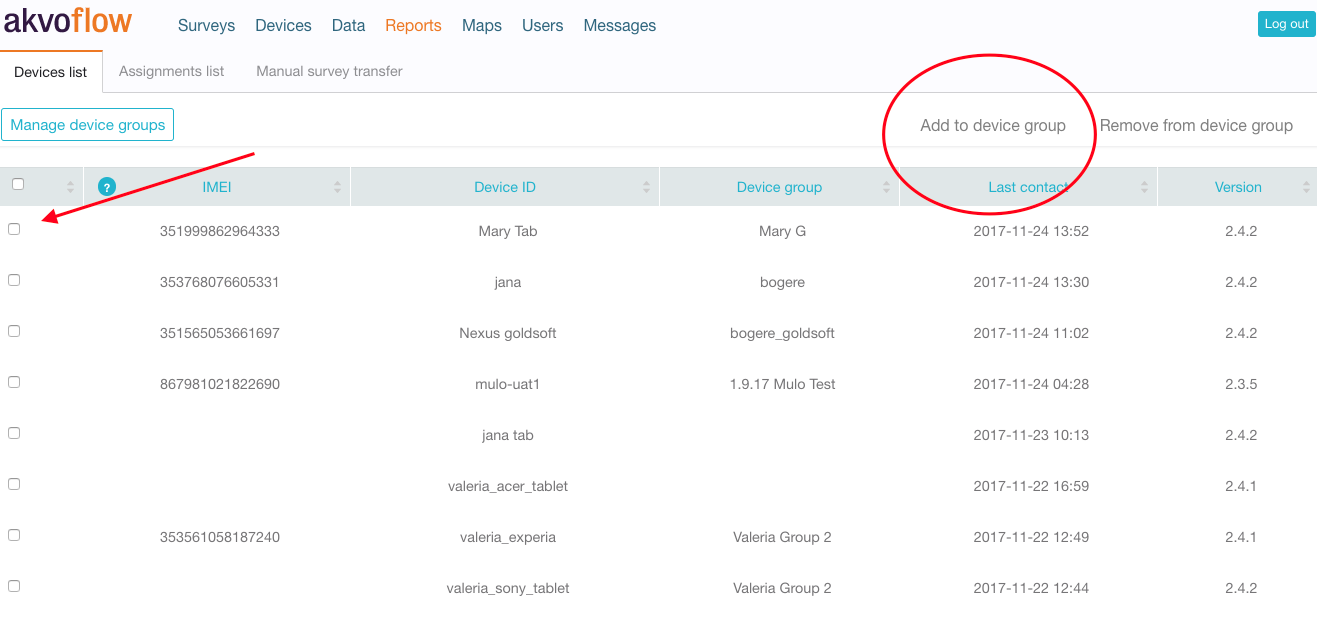 akvoflow Surveys Devices Data Reports Maps Users Messages Log out
Devices list Assignments list Manual survey transfer
Manage device groups Add to device group Remove from device group
? IMEI Device ID Device group Last contact Version
351999862964333 Mary Tab Mary G 2017-11-24 13:52 2.4.2
353768076605331 jana bogere 2017-11-24 13:30 2.4.2
351565053661697 Nexus goldsoft bogere_goldsoft 2017-11-24 11:02 2.4.2
867981021822690 mulo-uat1 1.9.17 Mulo Test 2017-11-24 04:28 2.3.5
jana tab 2017-11-23 10:13 2.4.2
valeria_acer_tablet 2017-11-22 16:59 2.4.1
353561058187240 valeria_experia Valeria Group 2 2017-11-22 12:49 2.4.1
valeria_sony_tablet Valeria Group 2 2017-11-22 12:44 2.4.2